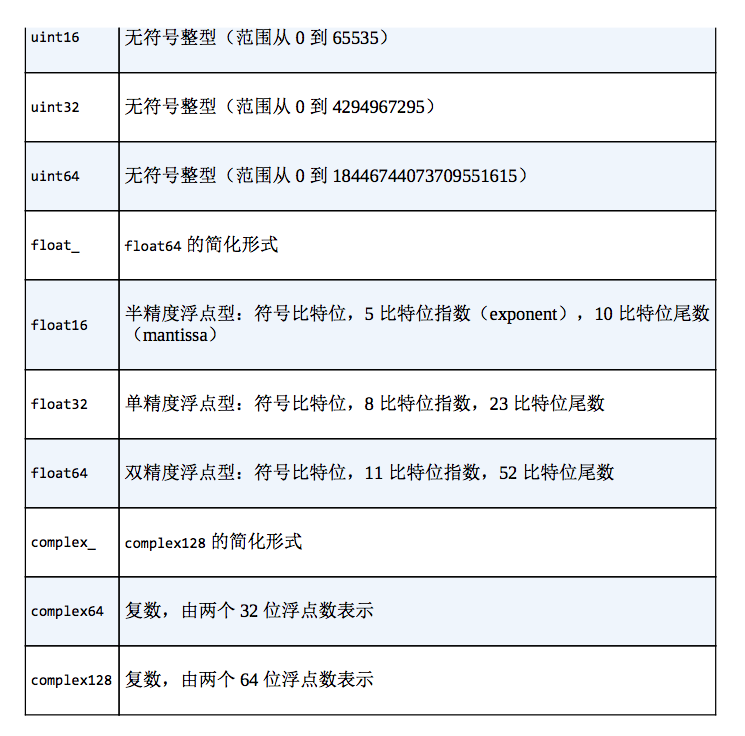 uint16 无符号整型（范围从 0 到 65535）
uint32 无符号整型（范围从 0 到 4294967295）
uint64 无符号整型（范围从 0 到 18446744073709551615）
float_ float64 的简化形式
float16 半精度浮点型：符号比特位，5 比特位指数（exponent），10 比特位尾数
（mantissa）
float32 单精度浮点型：符号比特位，8 比特位指数，23 比特位尾数
float64 双精度浮点型：符号比特位，11 比特位指数，52 比特位尾数
complex_ complex128 的简化形式
complex64 复数，由两个 32 位浮点数表示
complex128 复数，由两个 64 位浮点数表示